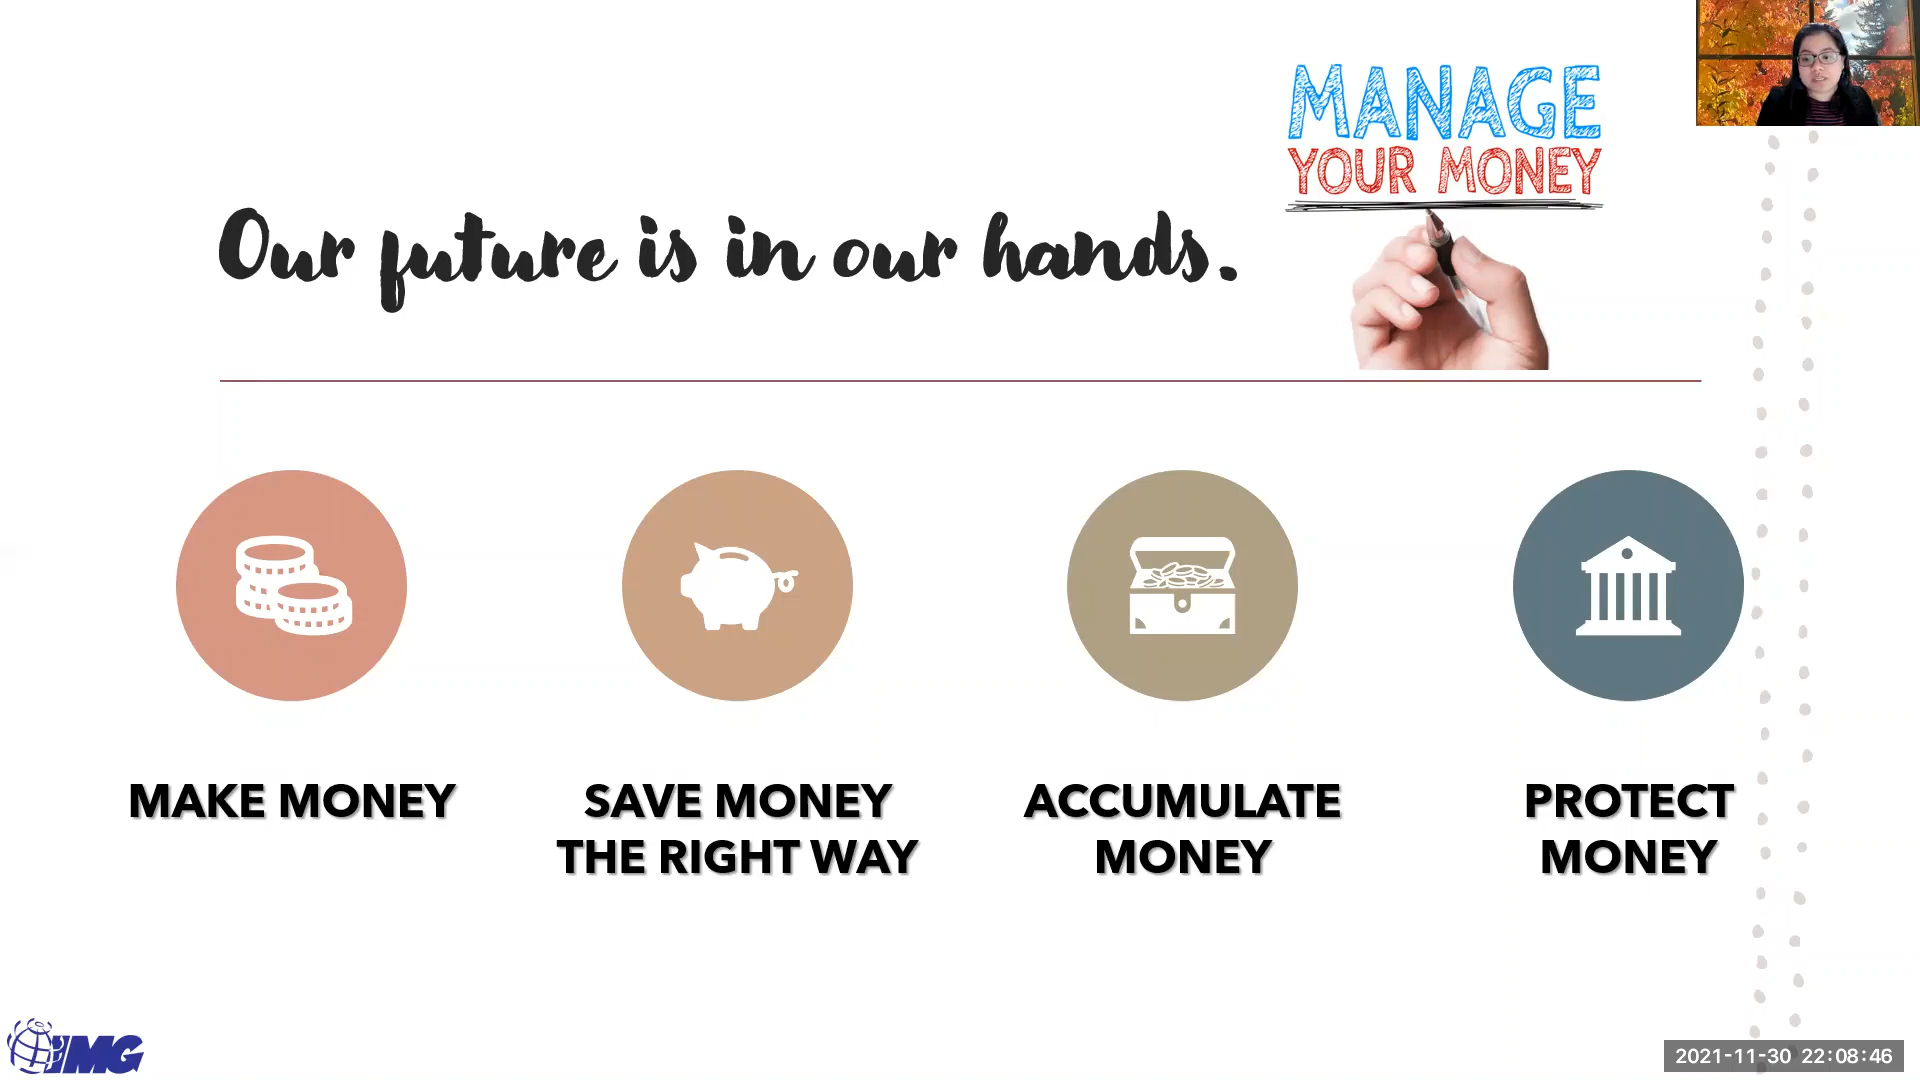 MANAGE
YOUR MONEY
Our future is in our hands.
MAKE MONEY
SAVE MONEY
THE RIGHT WAY
ACCUMULATE
MONEY
PROTECT
MONEY
IMG
2021-11-30 22:08:46